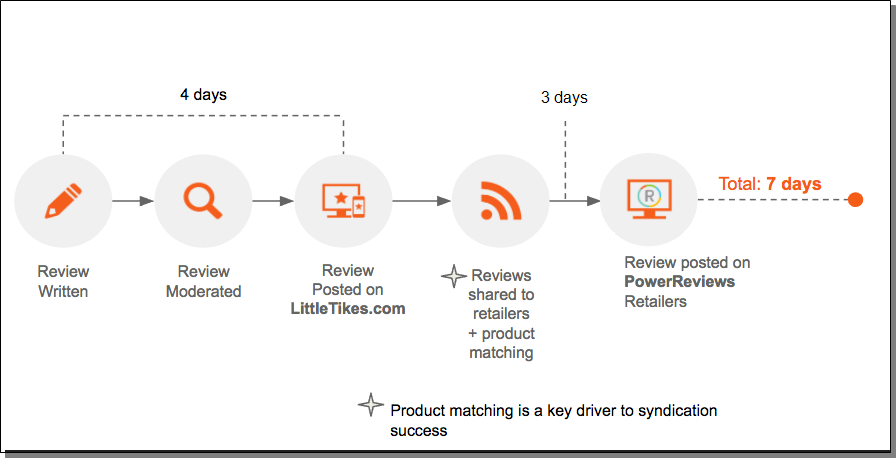 4 days
3 days
R
Total: 7 days
Review
Written
Review
Moderated
Review
Posted on
LittleTikes.com
Reviews
shared to
retailers
+ product
matching
Review posted on
PowerReviews
Retailers
Product matching is a key driver to syndication
success